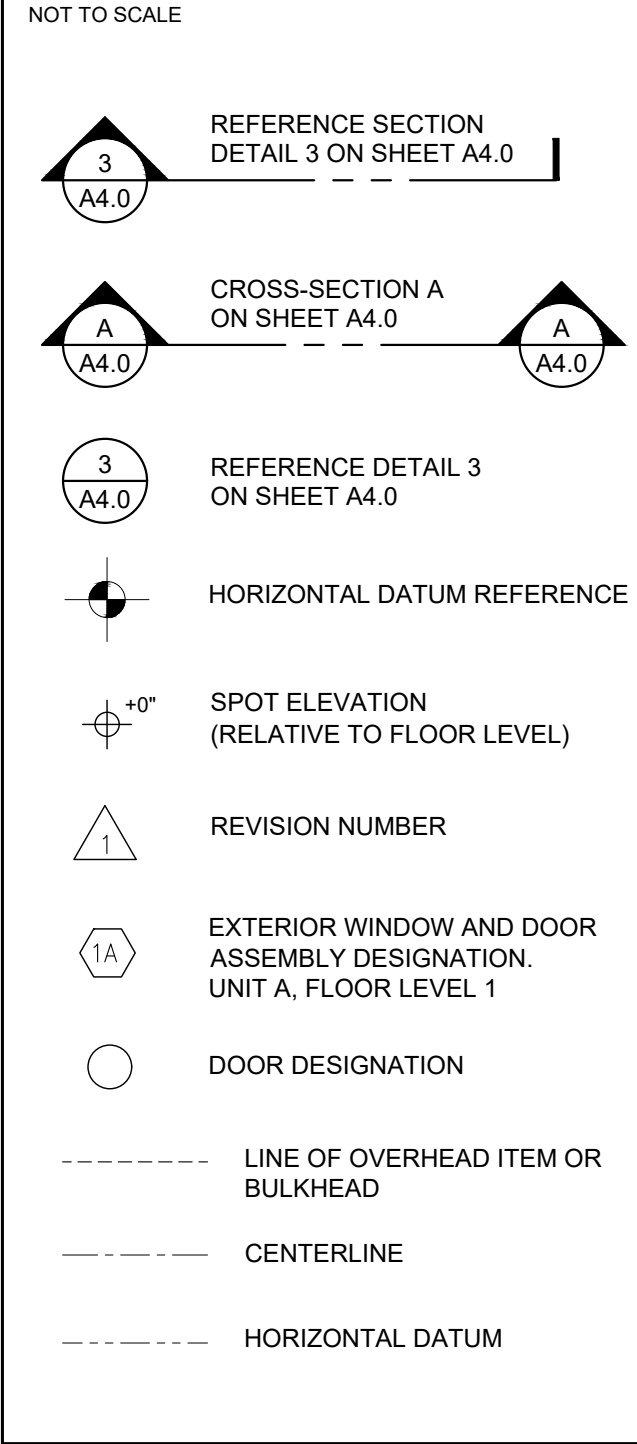 NOT TO SCALE
3
A4.0
REFERENCE SECTION
DETAIL 3 ON SHEET A4.0
A
A4.0
CROSS-SECTION A
ON SHEET A4.0
A
A4.0
3
A4.0
REFERENCE DETAIL 3
ON SHEET A4.0
HORIZONTAL DATUM REFERENCE
+0"
SPOT ELEVATION
(RELATIVE TO FLOOR LEVEL)
1
REVISION NUMBER
1A
EXTERIOR WINDOW AND DOOR
ASSEMBLY DESIGNATION.
UNIT A, FLOOR LEVEL 1
DOOR DESIGNATION
LINE OF OVERHEAD ITEM OR
BULKHEAD
CENTERLINE
HORIZONTAL DATUM